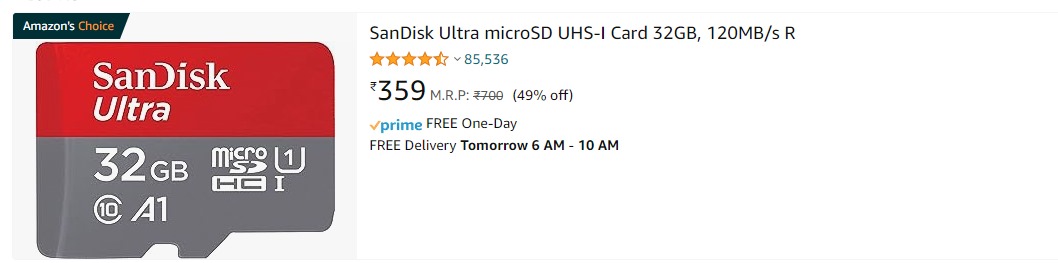 Amazon's Choice
SanDisk
Ultra
32GB micro SD HC U1 I
10 A1
SanDisk Ultra microSD UHS-I Card 32GB, 120MB/s R
85,536
₹359 M.R.P: ₹700 (49% off)
prime FREE One-Day
FREE Delivery Tomorrow 6 AM - 10 AM